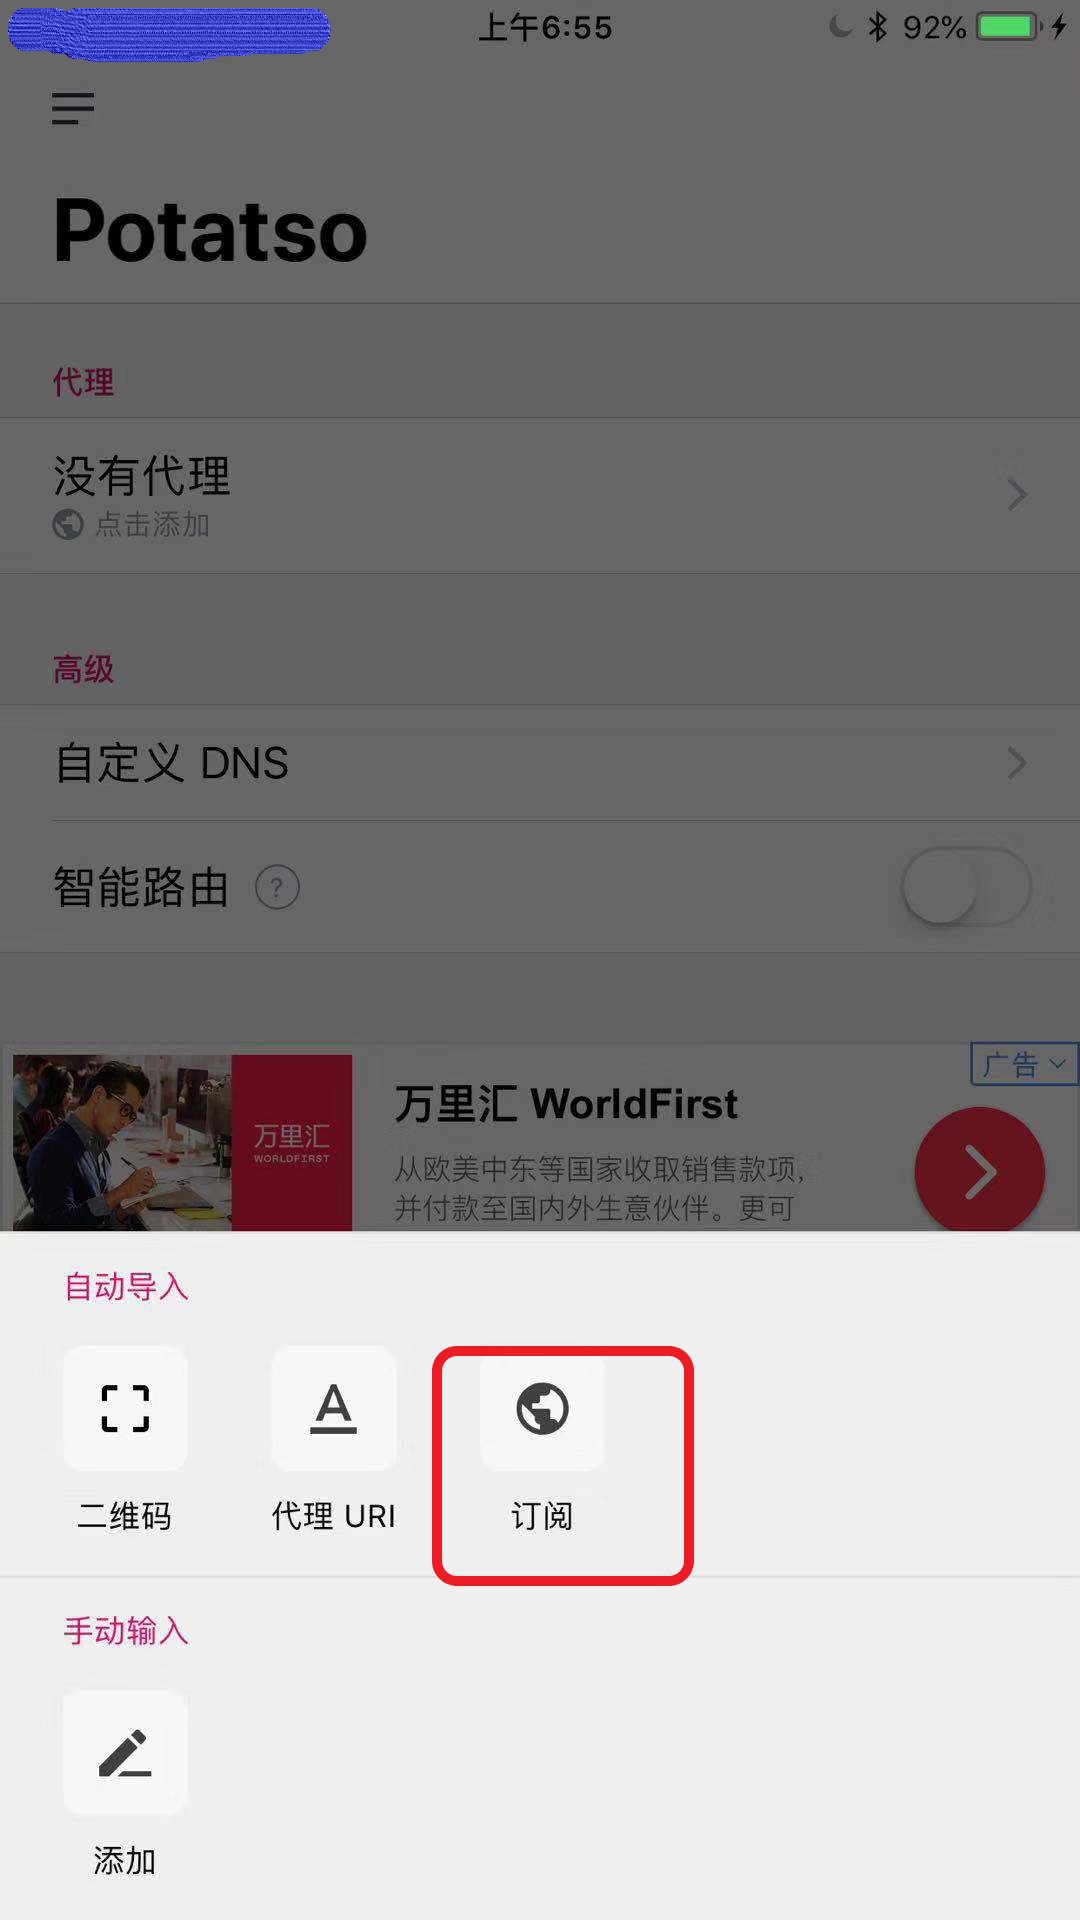 上午6:55
92%
Potatso
代理
没有代理
点击添加
高级
自定义 DNS
智能路由 ?
广告
万里汇
WORLDFIRST
万里汇 WorldFirst
从欧美中东等国家收取销售款项，
并付款至国内外生意伙伴。更可
自动导入
二维码
代理 URI
订阅
手动输入
添加